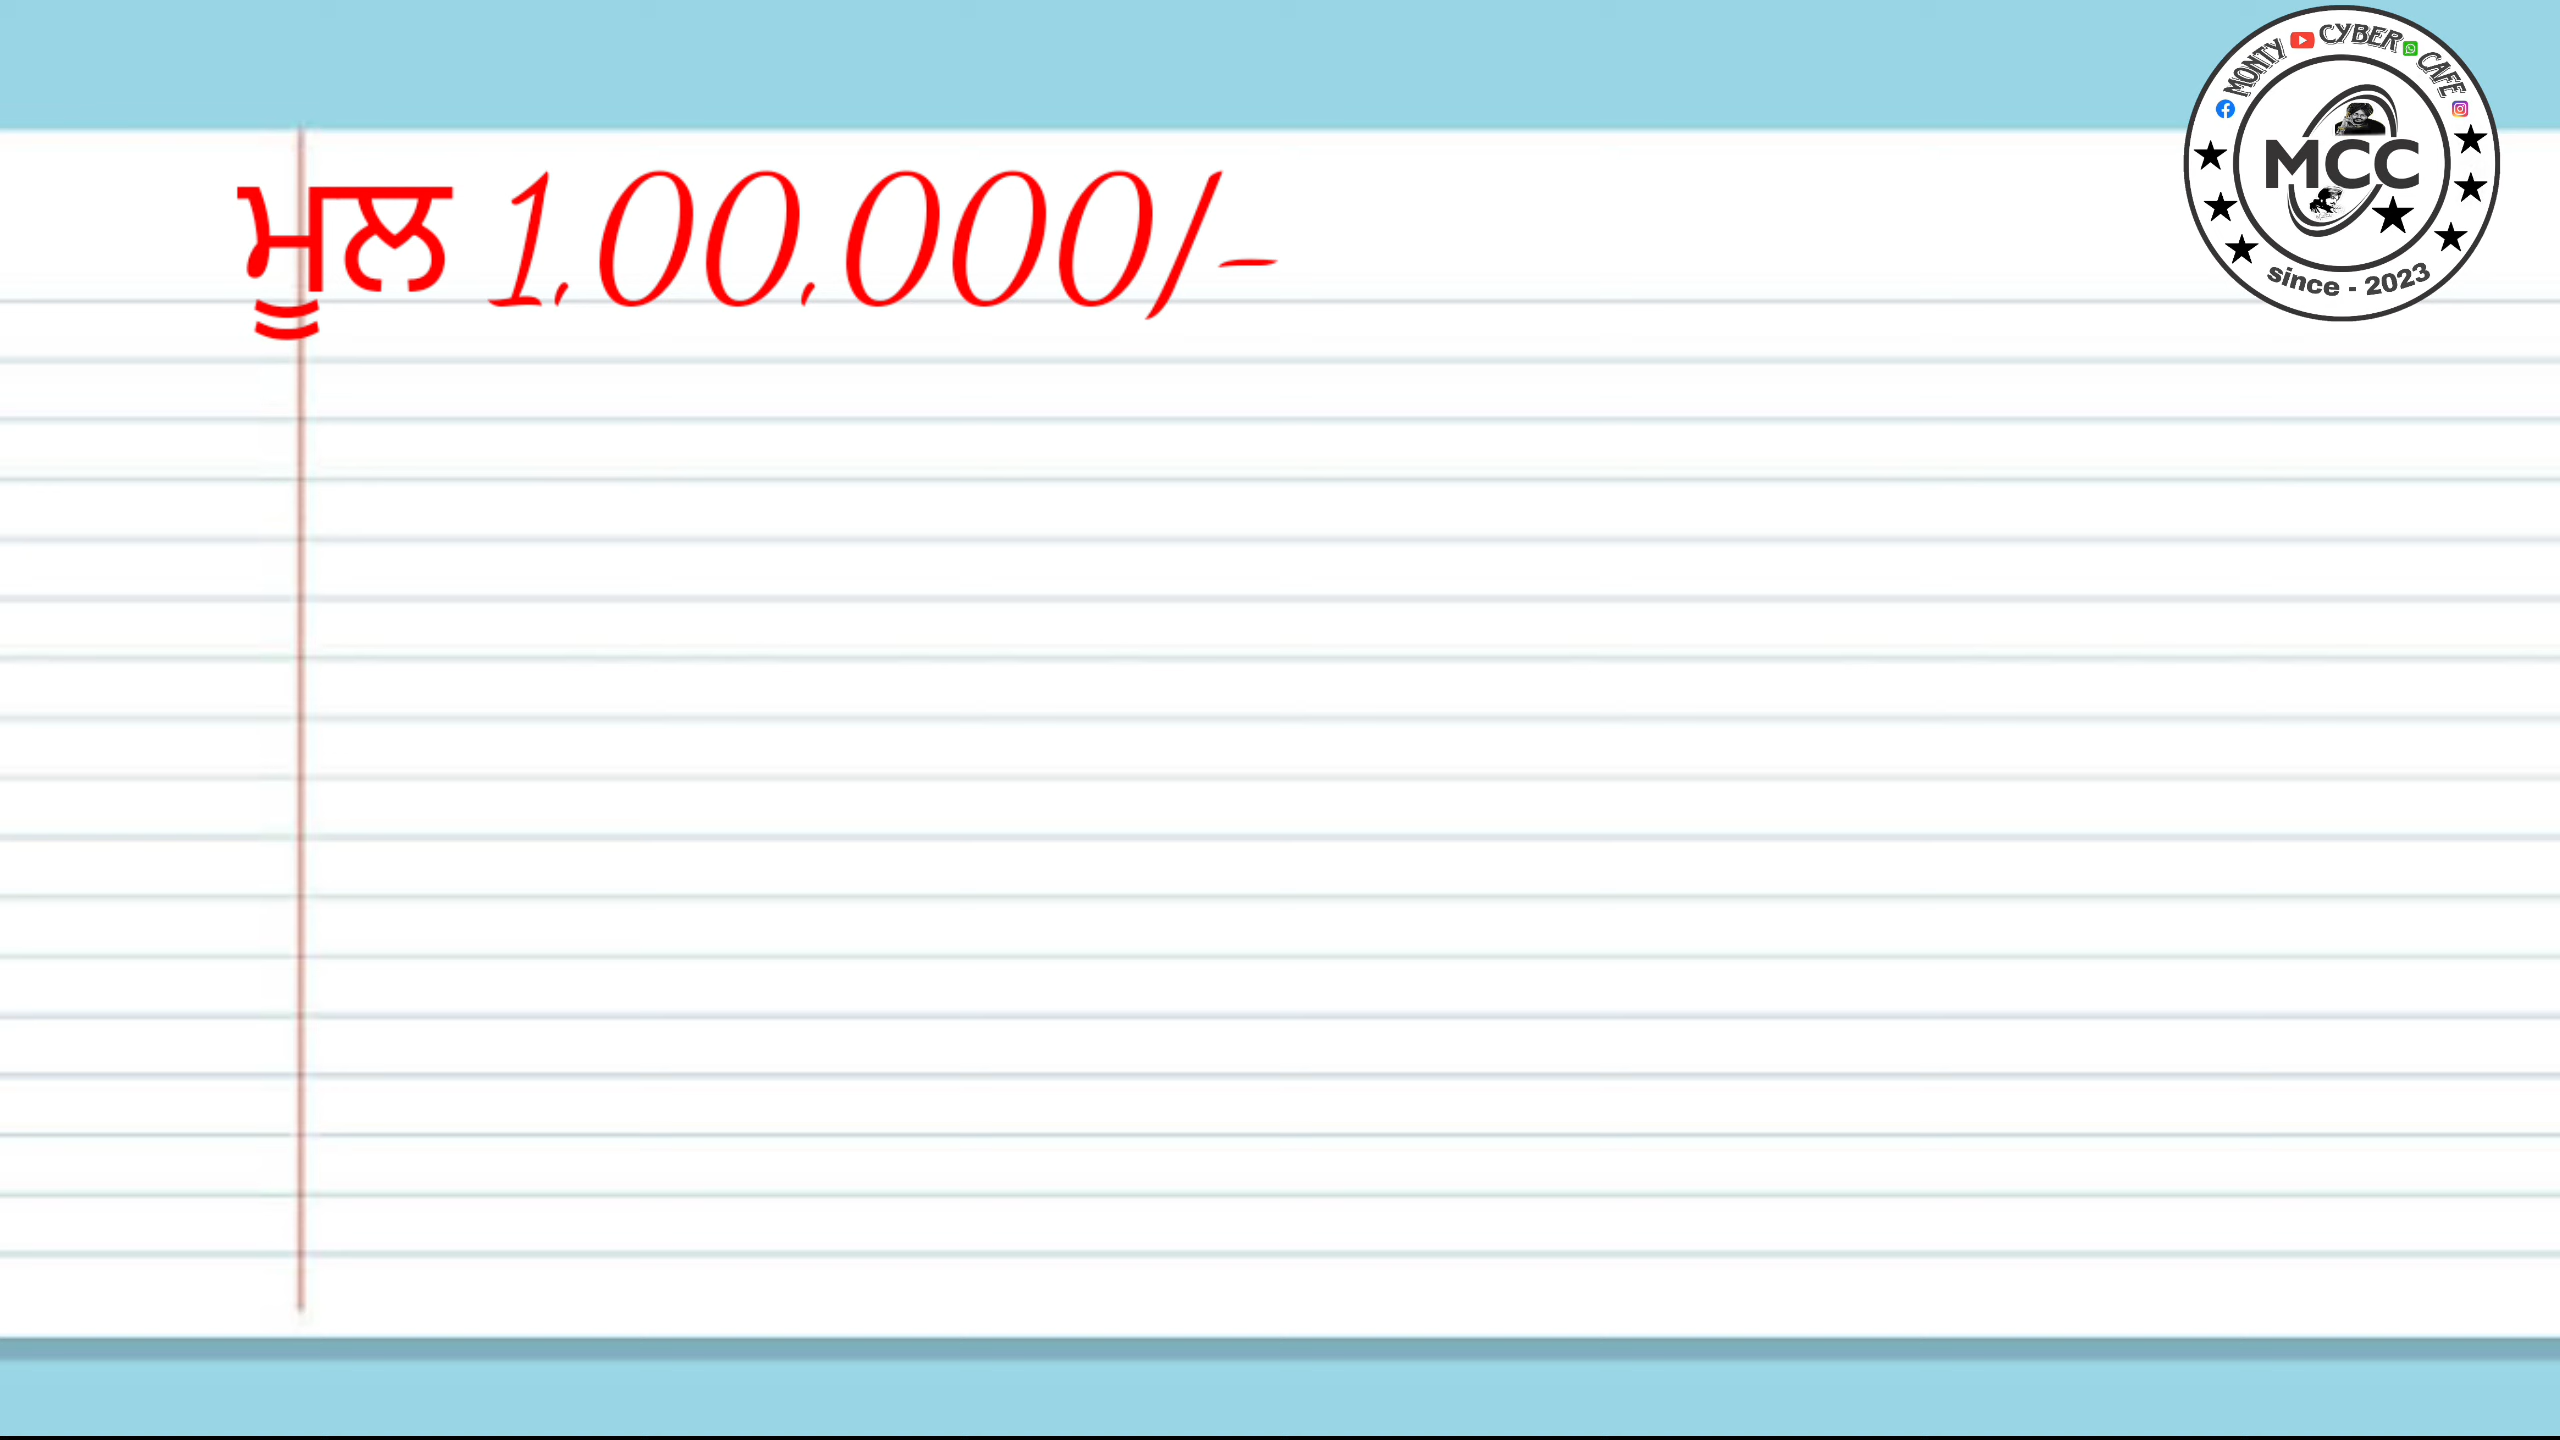 MONTY CYBER CAFE
MCC
since - 2023
ਮੂਲ 1,00,000/-